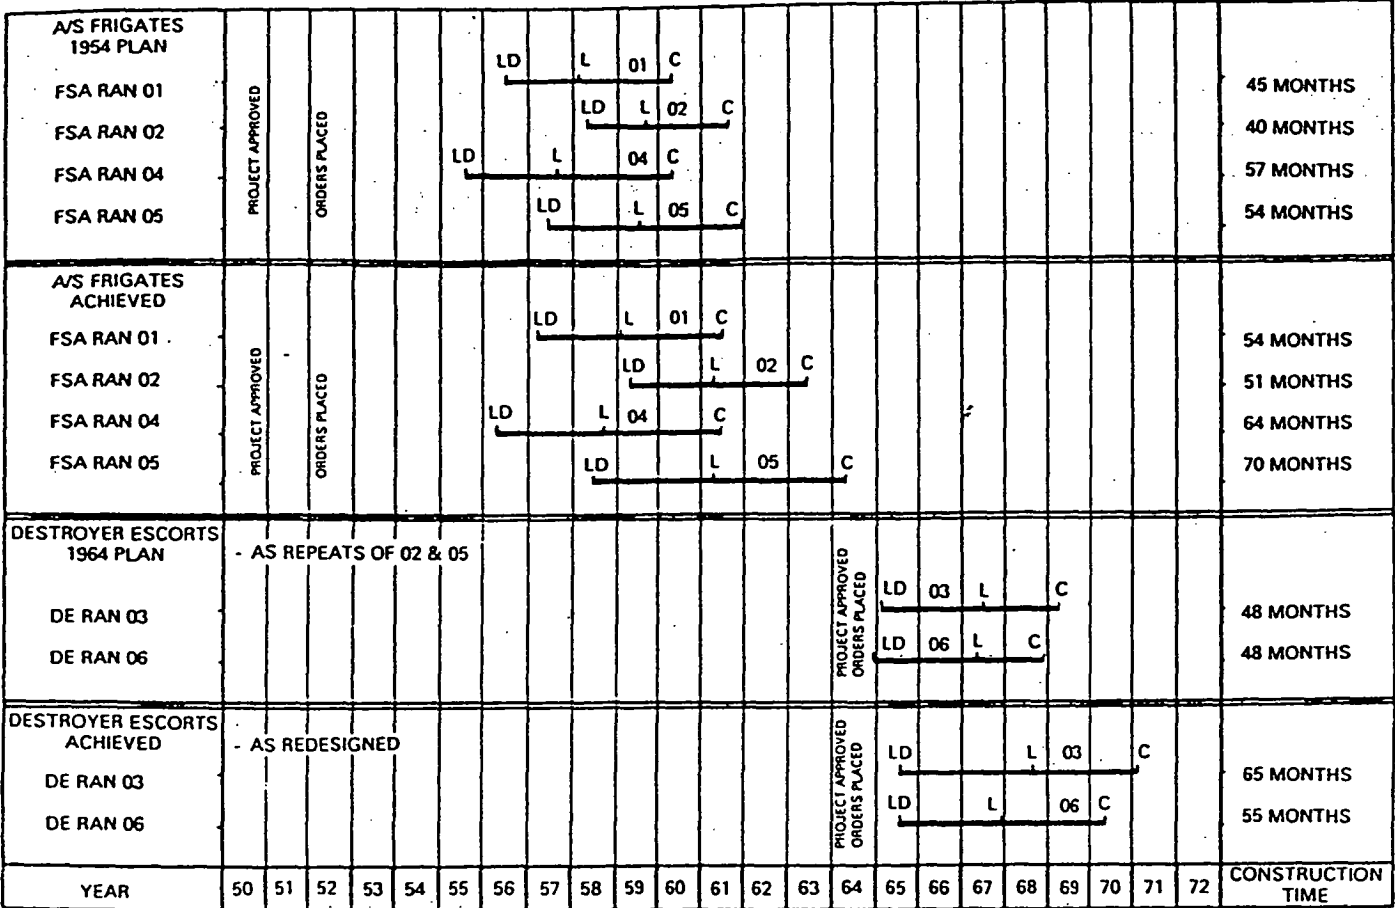 A/S FRIGATES
1954 PLAN
LD L 01 C
FSA RAN 01 45 MONTHS
LD L 02 C
FSA RAN 02 40 MONTHS
LD L 04 C
FSA RAN 04 57 MONTHS
LD L 05 C
FSA RAN 05 54 MONTHS
PROJECT APPROVED
ORDERS PLACED
A/S FRIGATES
ACHIEVED
LD L 01 C
FSA RAN 01 54 MONTHS
LD L 02 C
FSA RAN 02 51 MONTHS
LD L 04 C
FSA RAN 04 64 MONTHS
LD L 05 C
FSA RAN 05 70 MONTHS
PROJECT APPROVED
ORDERS PLACED
DESTROYER ESCORTS
1964 PLAN - AS REPEATS OF 02 & 05
LD 03 L C
DE RAN 03 48 MONTHS
LD 06 L C
DE RAN 06 48 MONTHS
PROJECT APPROVED
ORDERS PLACED
DESTROYER ESCORTS
ACHIEVED - AS REDESIGNED
LD L 03 C
DE RAN 03 65 MONTHS
LD L 06 C
DE RAN 06 55 MONTHS
PROJECT APPROVED
ORDERS PLACED
YEAR 50 51 52 53 54 55 56 57 58 59 60 61 62 63 64 65 66 67 68 69 70 71 72 CONSTRUCTION
TIME